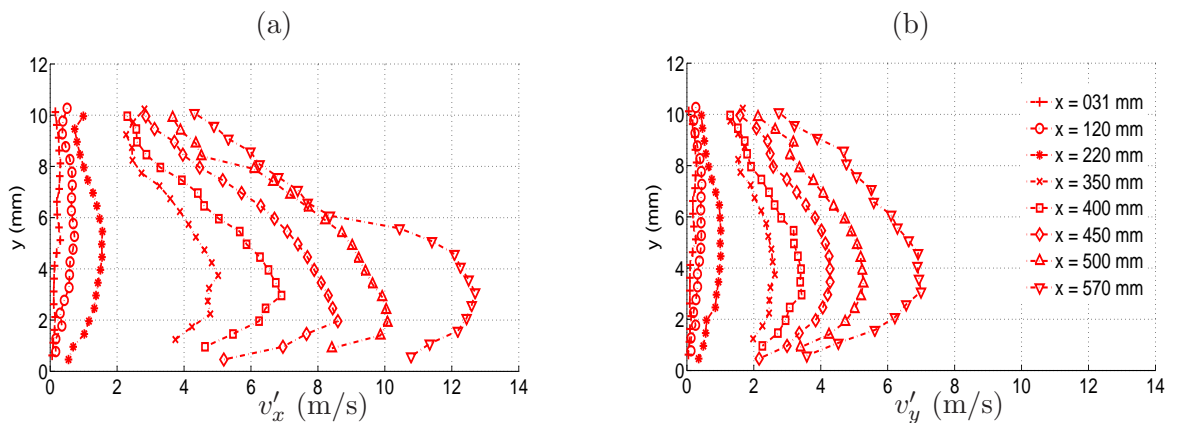 (a)
(b)
12
10
8
6
4
2
0
y (mm)
0 2 4 6 8 10 12 14
v′x (m/s)
12
10
8
6
4
2
0
y (mm)
0 2 4 6 8 10 12 14
v′y (m/s)
x = 031 mm
x = 120 mm
x = 220 mm
x = 350 mm
x = 400 mm
x = 450 mm
x = 500 mm
x = 570 mm